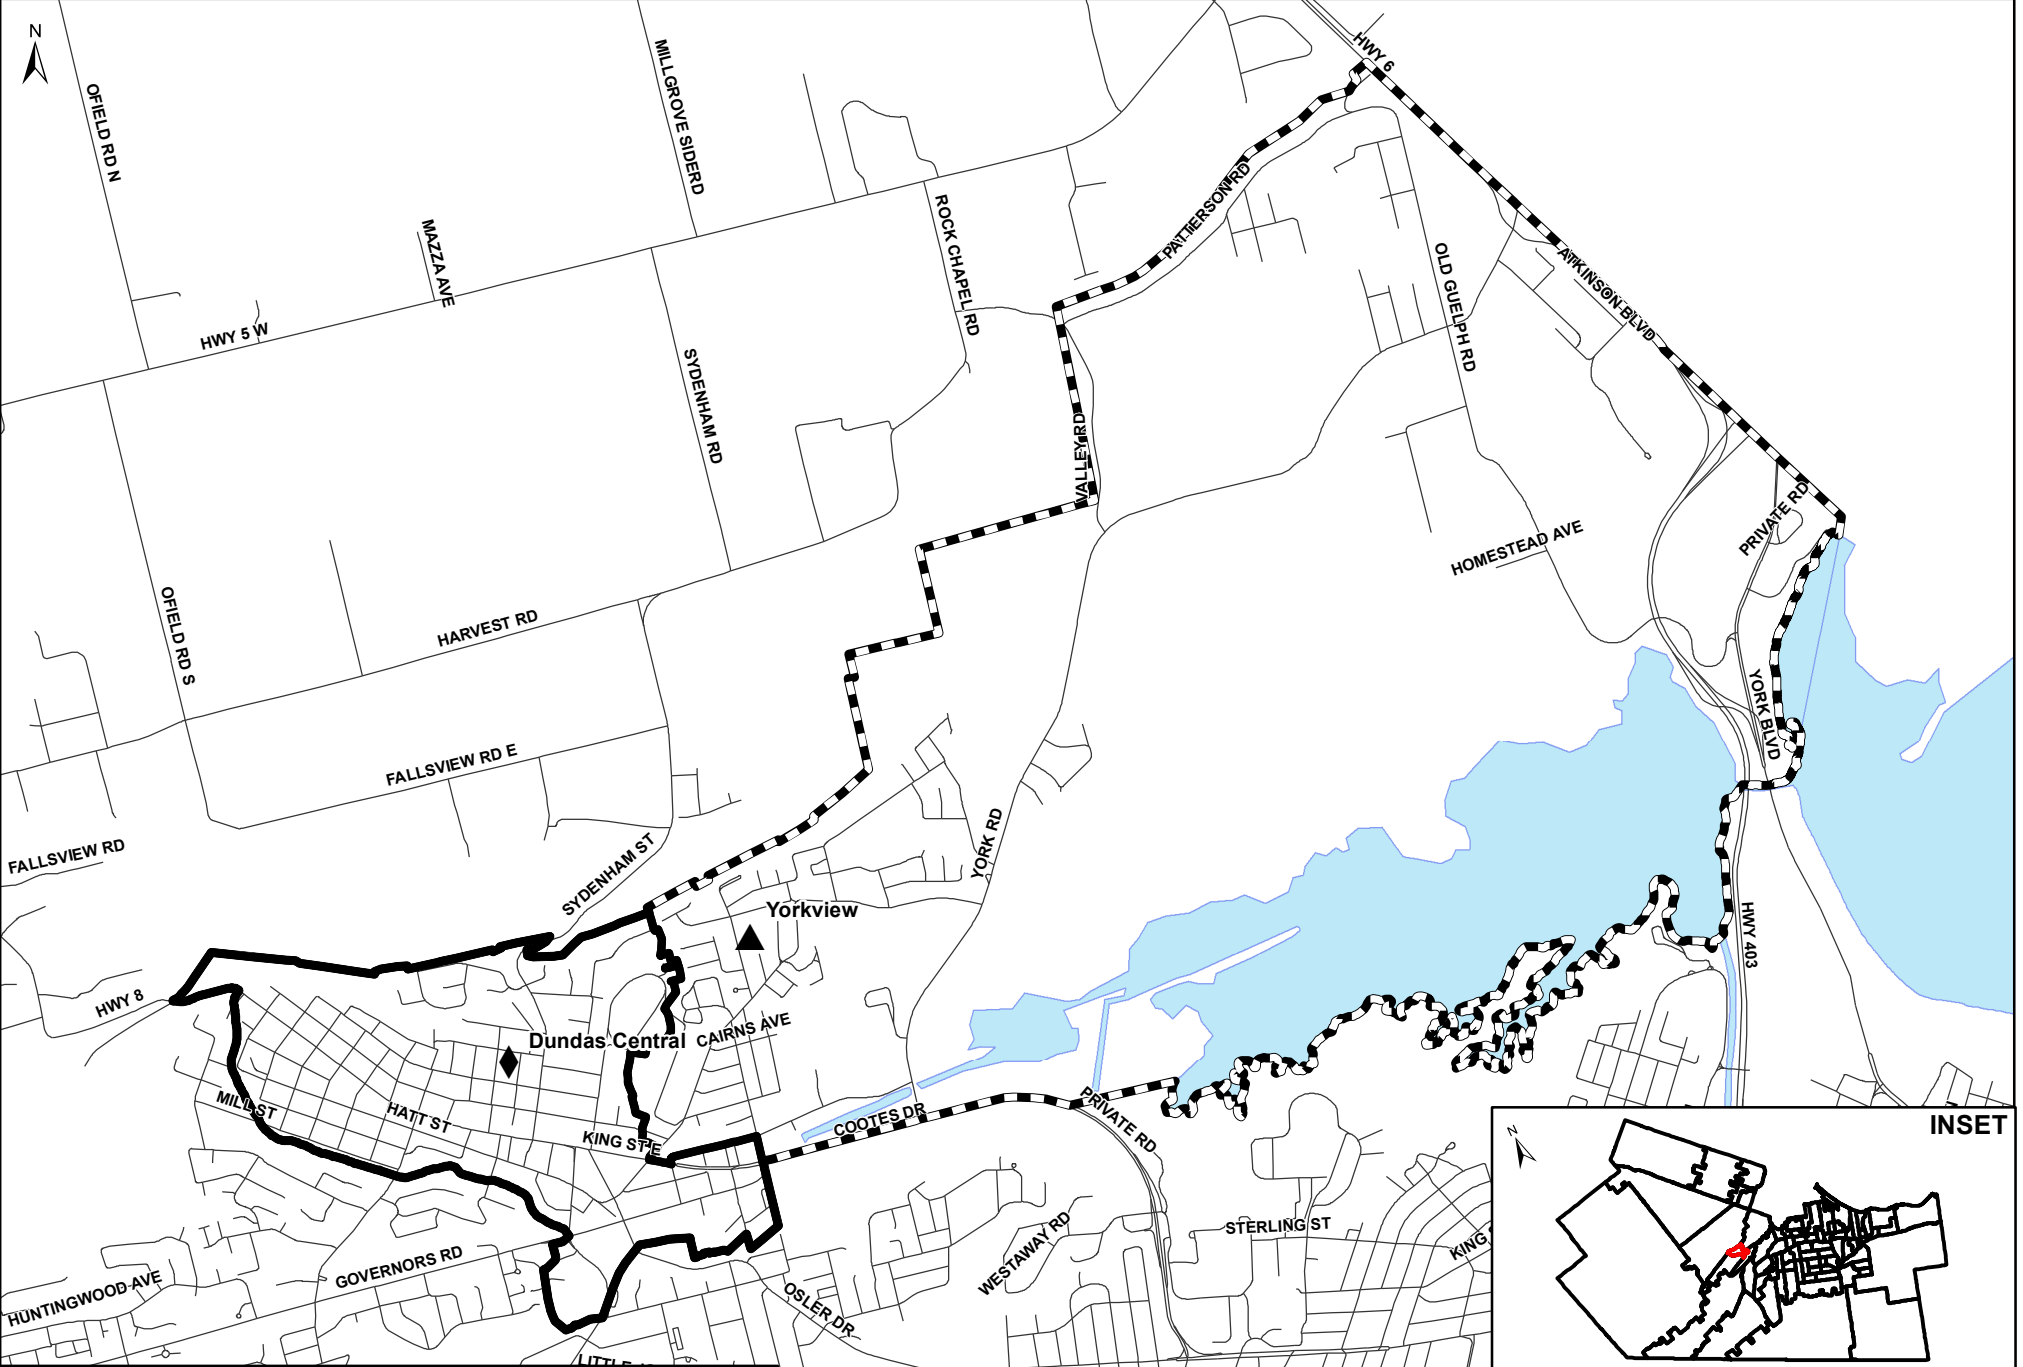 N
HWY 6
MILLGROVE SIDERD
OFIELD RD N
PATTERSON RD
ROCK CHAPEL RD
MAZZA AVE
OLD GUELPH RD
ATKINSON BLVD
HWY 5 W
SYDENHAM RD
VALLEY RD
PRIVATE RD
HOMESTEAD AVE
OFIELD RD S
HARVEST RD
YORK BLVD
FALLSVIEW RD E
FALLSVIEW RD
SYDENHAM ST
YORK RD
Yorkview
HWY 403
HWY 8
CAIRNS AVE
Dundas Central
MILL ST
HATT ST
COOTES DR
PRIVATE RD
KING ST E
INSET
N
STERLING ST
WESTAWAY RD
KING
GOVERNORS RD
HUNTINGWOOD AVE
OSLER DR